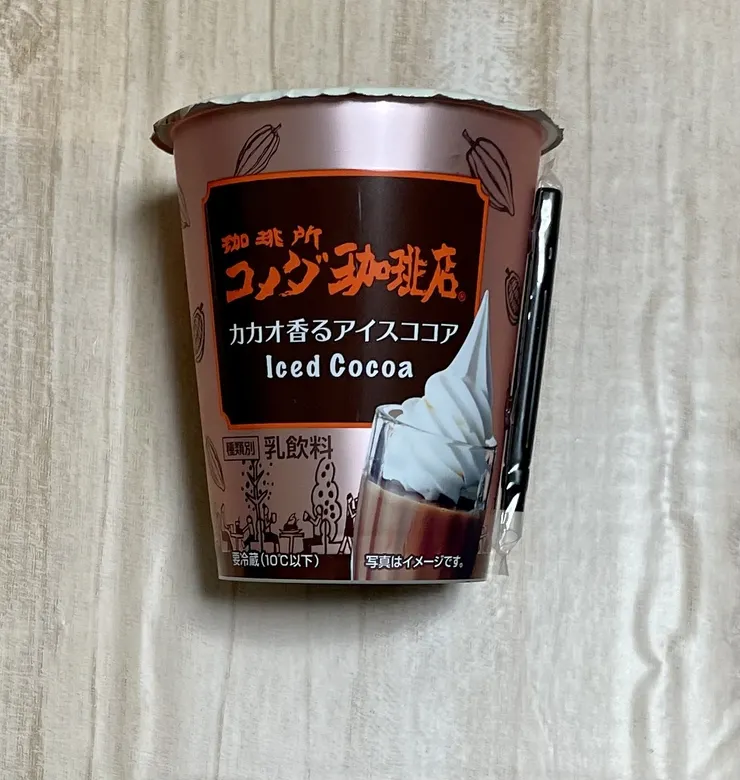 珈琲所
コメダ珈琲店®
カカオ香るアイスココア
Iced Cocoa
種類別 乳飲料
要冷蔵(10℃以下) 写真はイメージです。